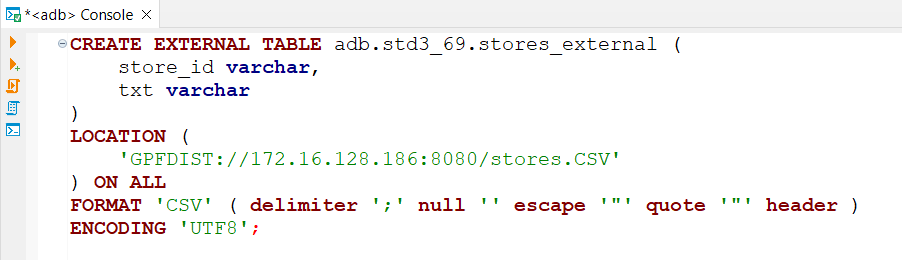 *<adb> Console
CREATE EXTERNAL TABLE adb.std3_69.stores_external (
    store_id varchar,
    txt varchar
)
LOCATION (
    'GPFDIST://172.16.128.186:8080/stores.CSV'
) ON ALL
FORMAT 'CSV' ( delimiter ';' null '' escape '"' quote '"' header )
ENCODING 'UTF8';